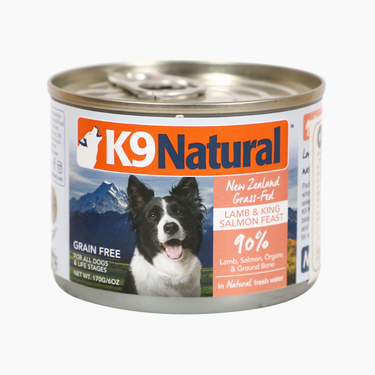 K9Natural
New Zealand
Grass-Fed
LAMB & KING
SALMON FEAST
90%
Lamb, Salmon, Organs
& Ground Bone
in Natural fresh water
GRAIN FREE
FOR ALL DOGS
& LIFE STAGES
NET WT. 170G/6OZ